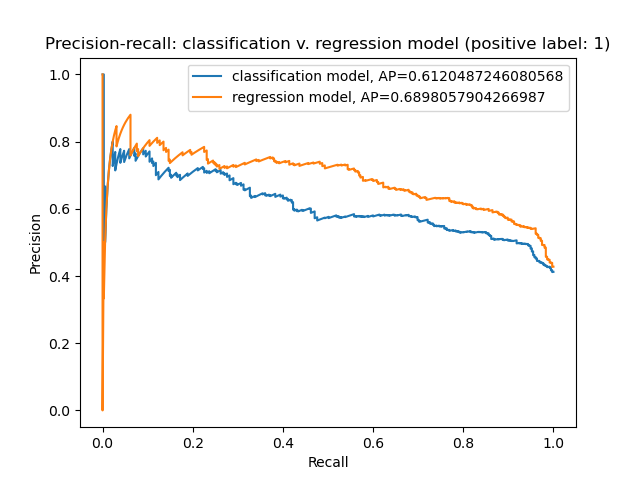 Precision-recall: classification v. regression model (positive label: 1)
classification model, AP=0.6120487246080568
regression model, AP=0.6898057904266987
1.0
0.8
0.6
0.4
0.2
0.0
Precision
0.0 0.2 0.4 0.6 0.8 1.0
Recall